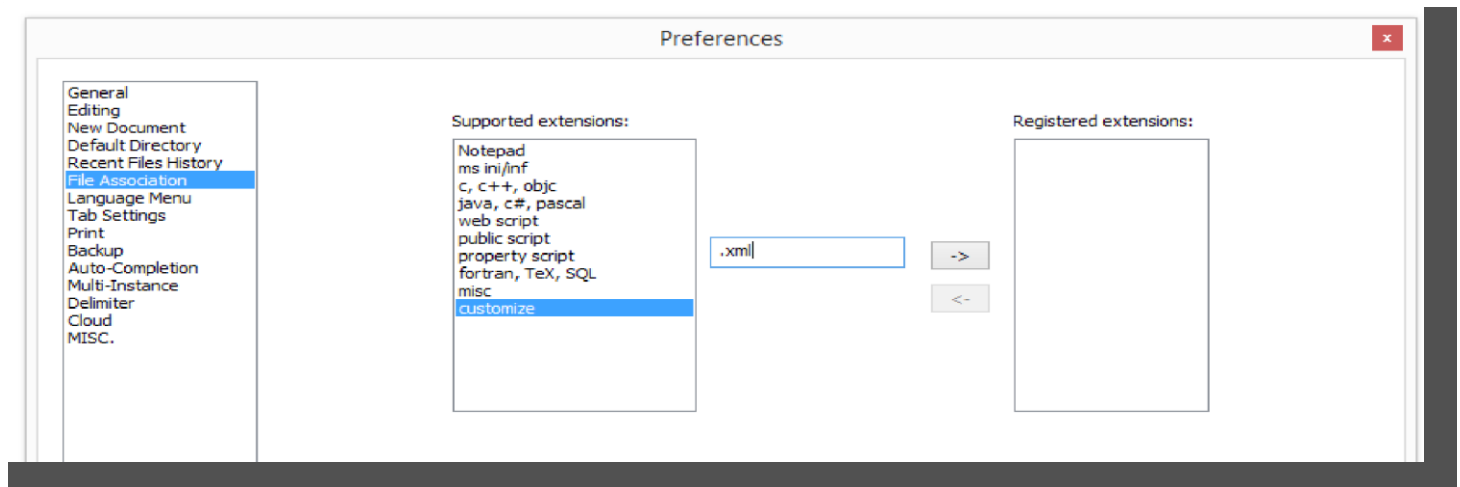 Preferences
x
General
Editing
New Document
Default Directory
Recent Files History
File Association
Language Menu
Tab Settings
Print
Backup
Auto-Completion
Multi-Instance
Delimiter
Cloud
MISC.
Supported extensions:
Notepad
ms ini/inf
c, c++, objc
java, c#, pascal
web script
public script
property script
fortran, TeX, SQL
misc
customize
.xml
->
<-
Registered extensions: